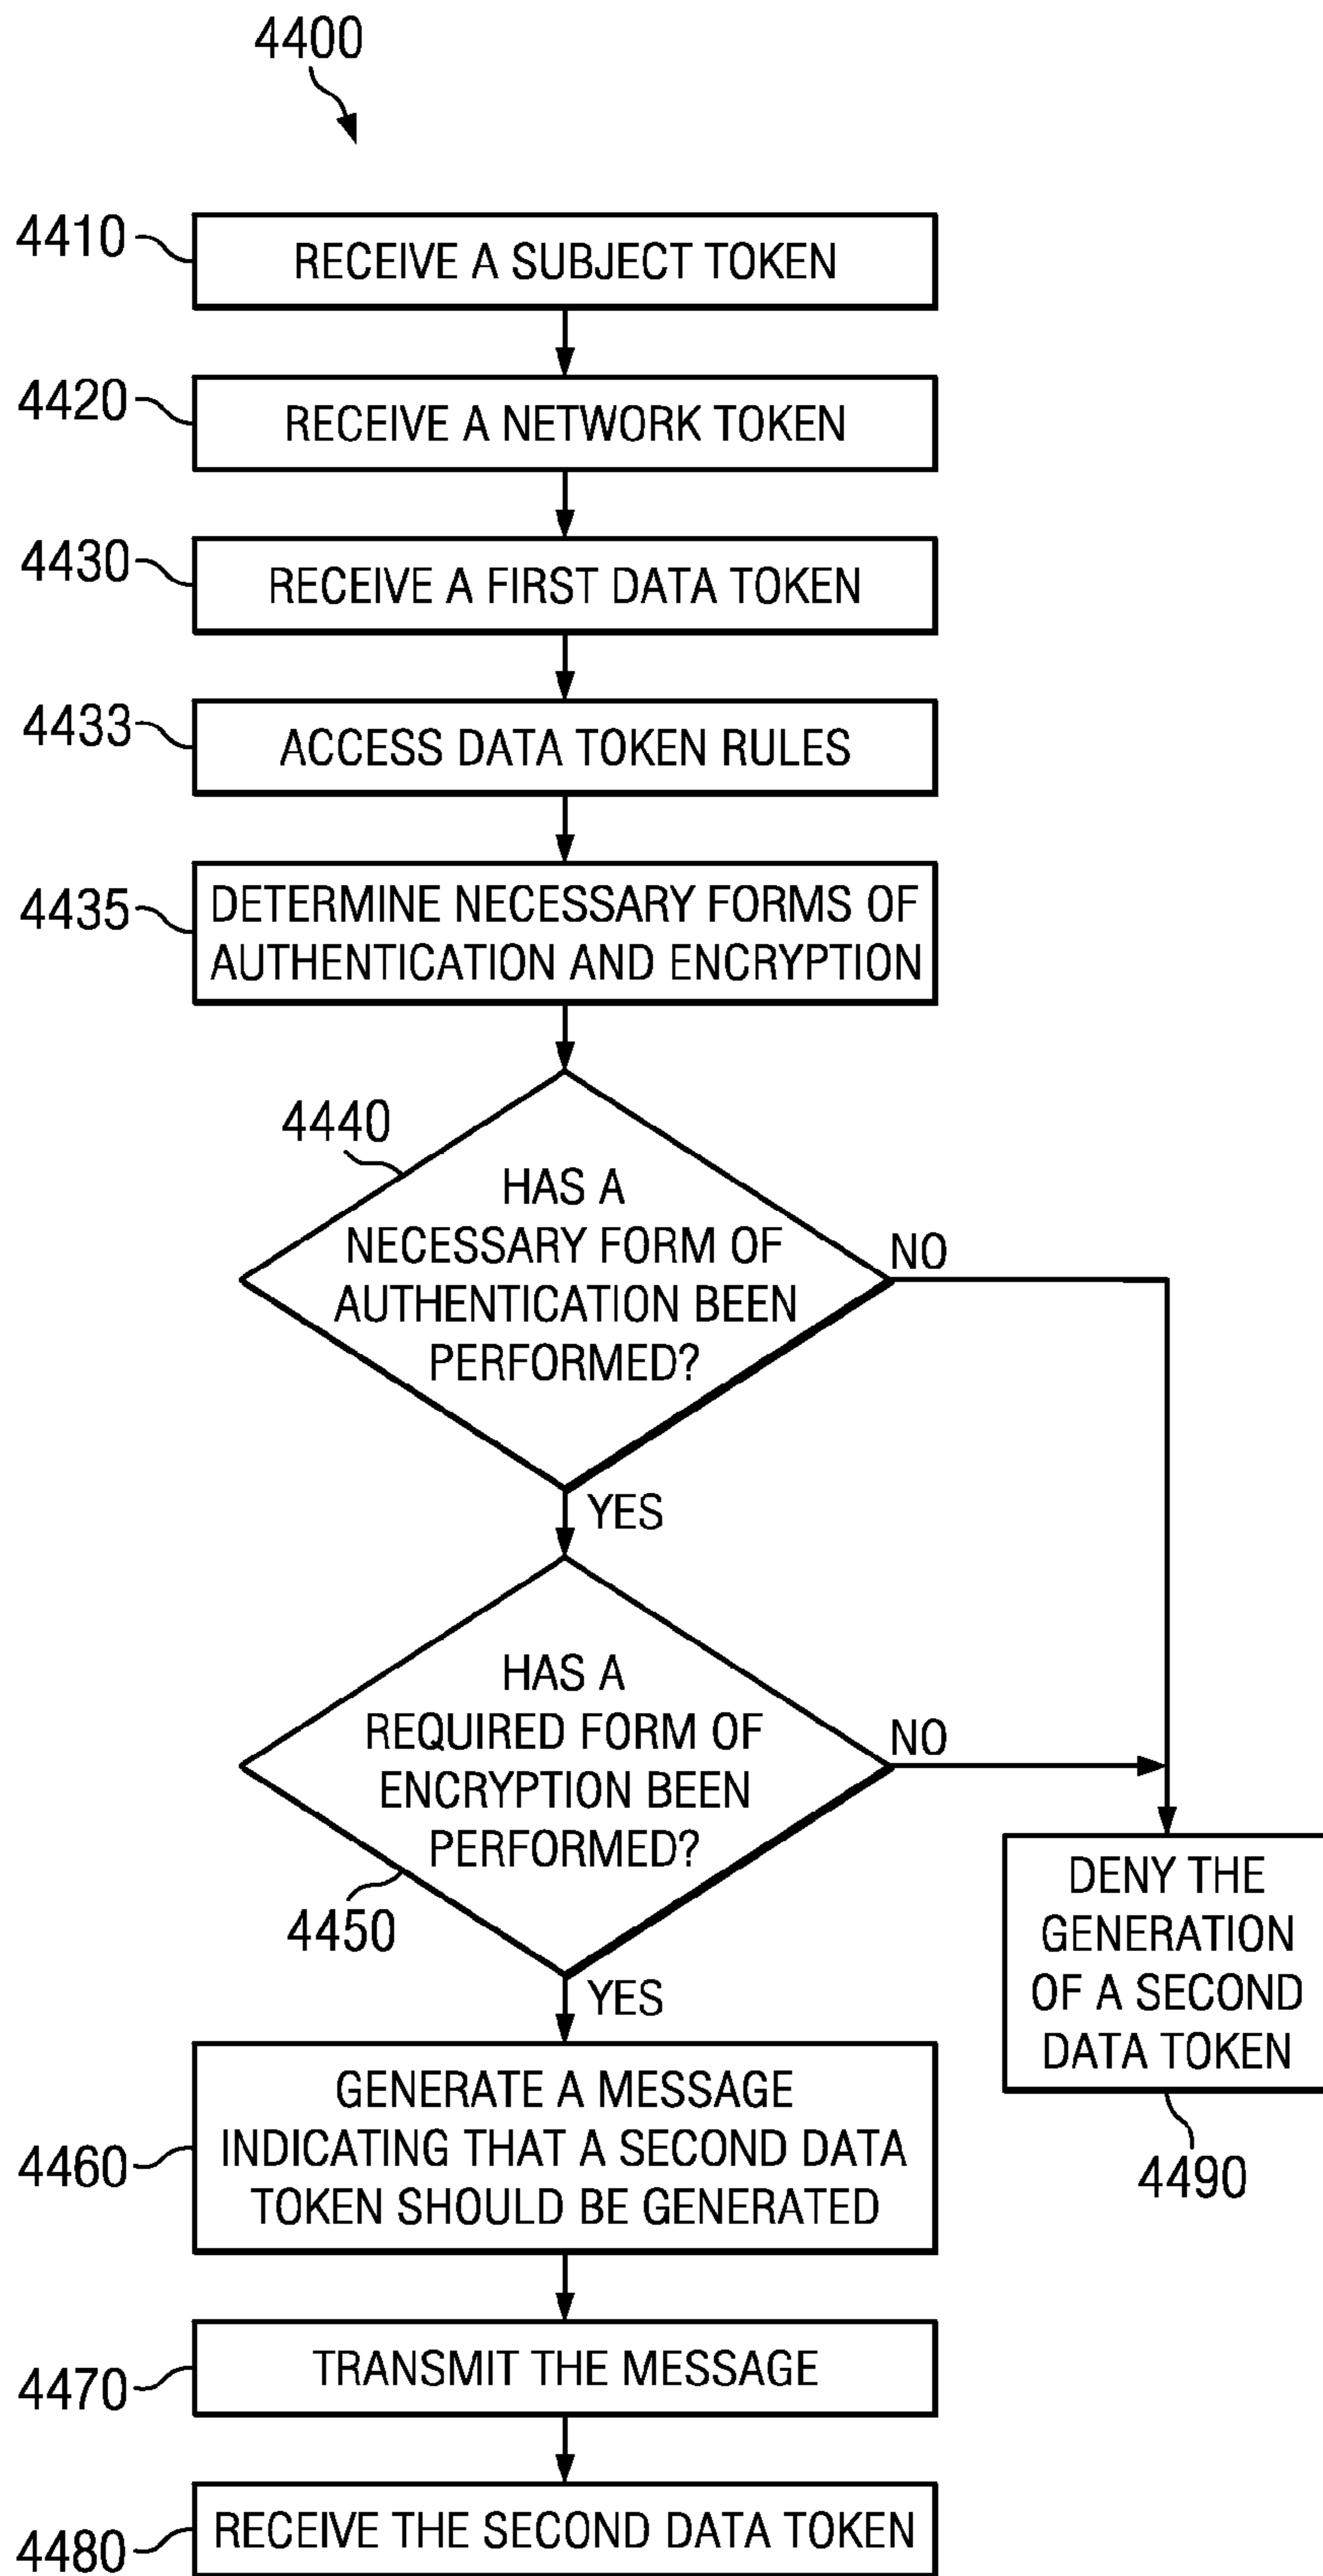 4400
4410
RECEIVE A SUBJECT TOKEN
4420
RECEIVE A NETWORK TOKEN
4430
RECEIVE A FIRST DATA TOKEN
4433
ACCESS DATA TOKEN RULES
4435
DETERMINE NECESSARY FORMS OF
AUTHENTICATION AND ENCRYPTION
4440
HAS A
NECESSARY FORM OF
AUTHENTICATION BEEN
PERFORMED?
NO
YES
HAS A
REQUIRED FORM OF
ENCRYPTION BEEN
PERFORMED?
NO
4450
YES
DENY THE
GENERATION
OF A SECOND
DATA TOKEN
4490
4460
GENERATE A MESSAGE
INDICATING THAT A SECOND DATA
TOKEN SHOULD BE GENERATED
4470
TRANSMIT THE MESSAGE
4480
RECEIVE THE SECOND DATA TOKEN